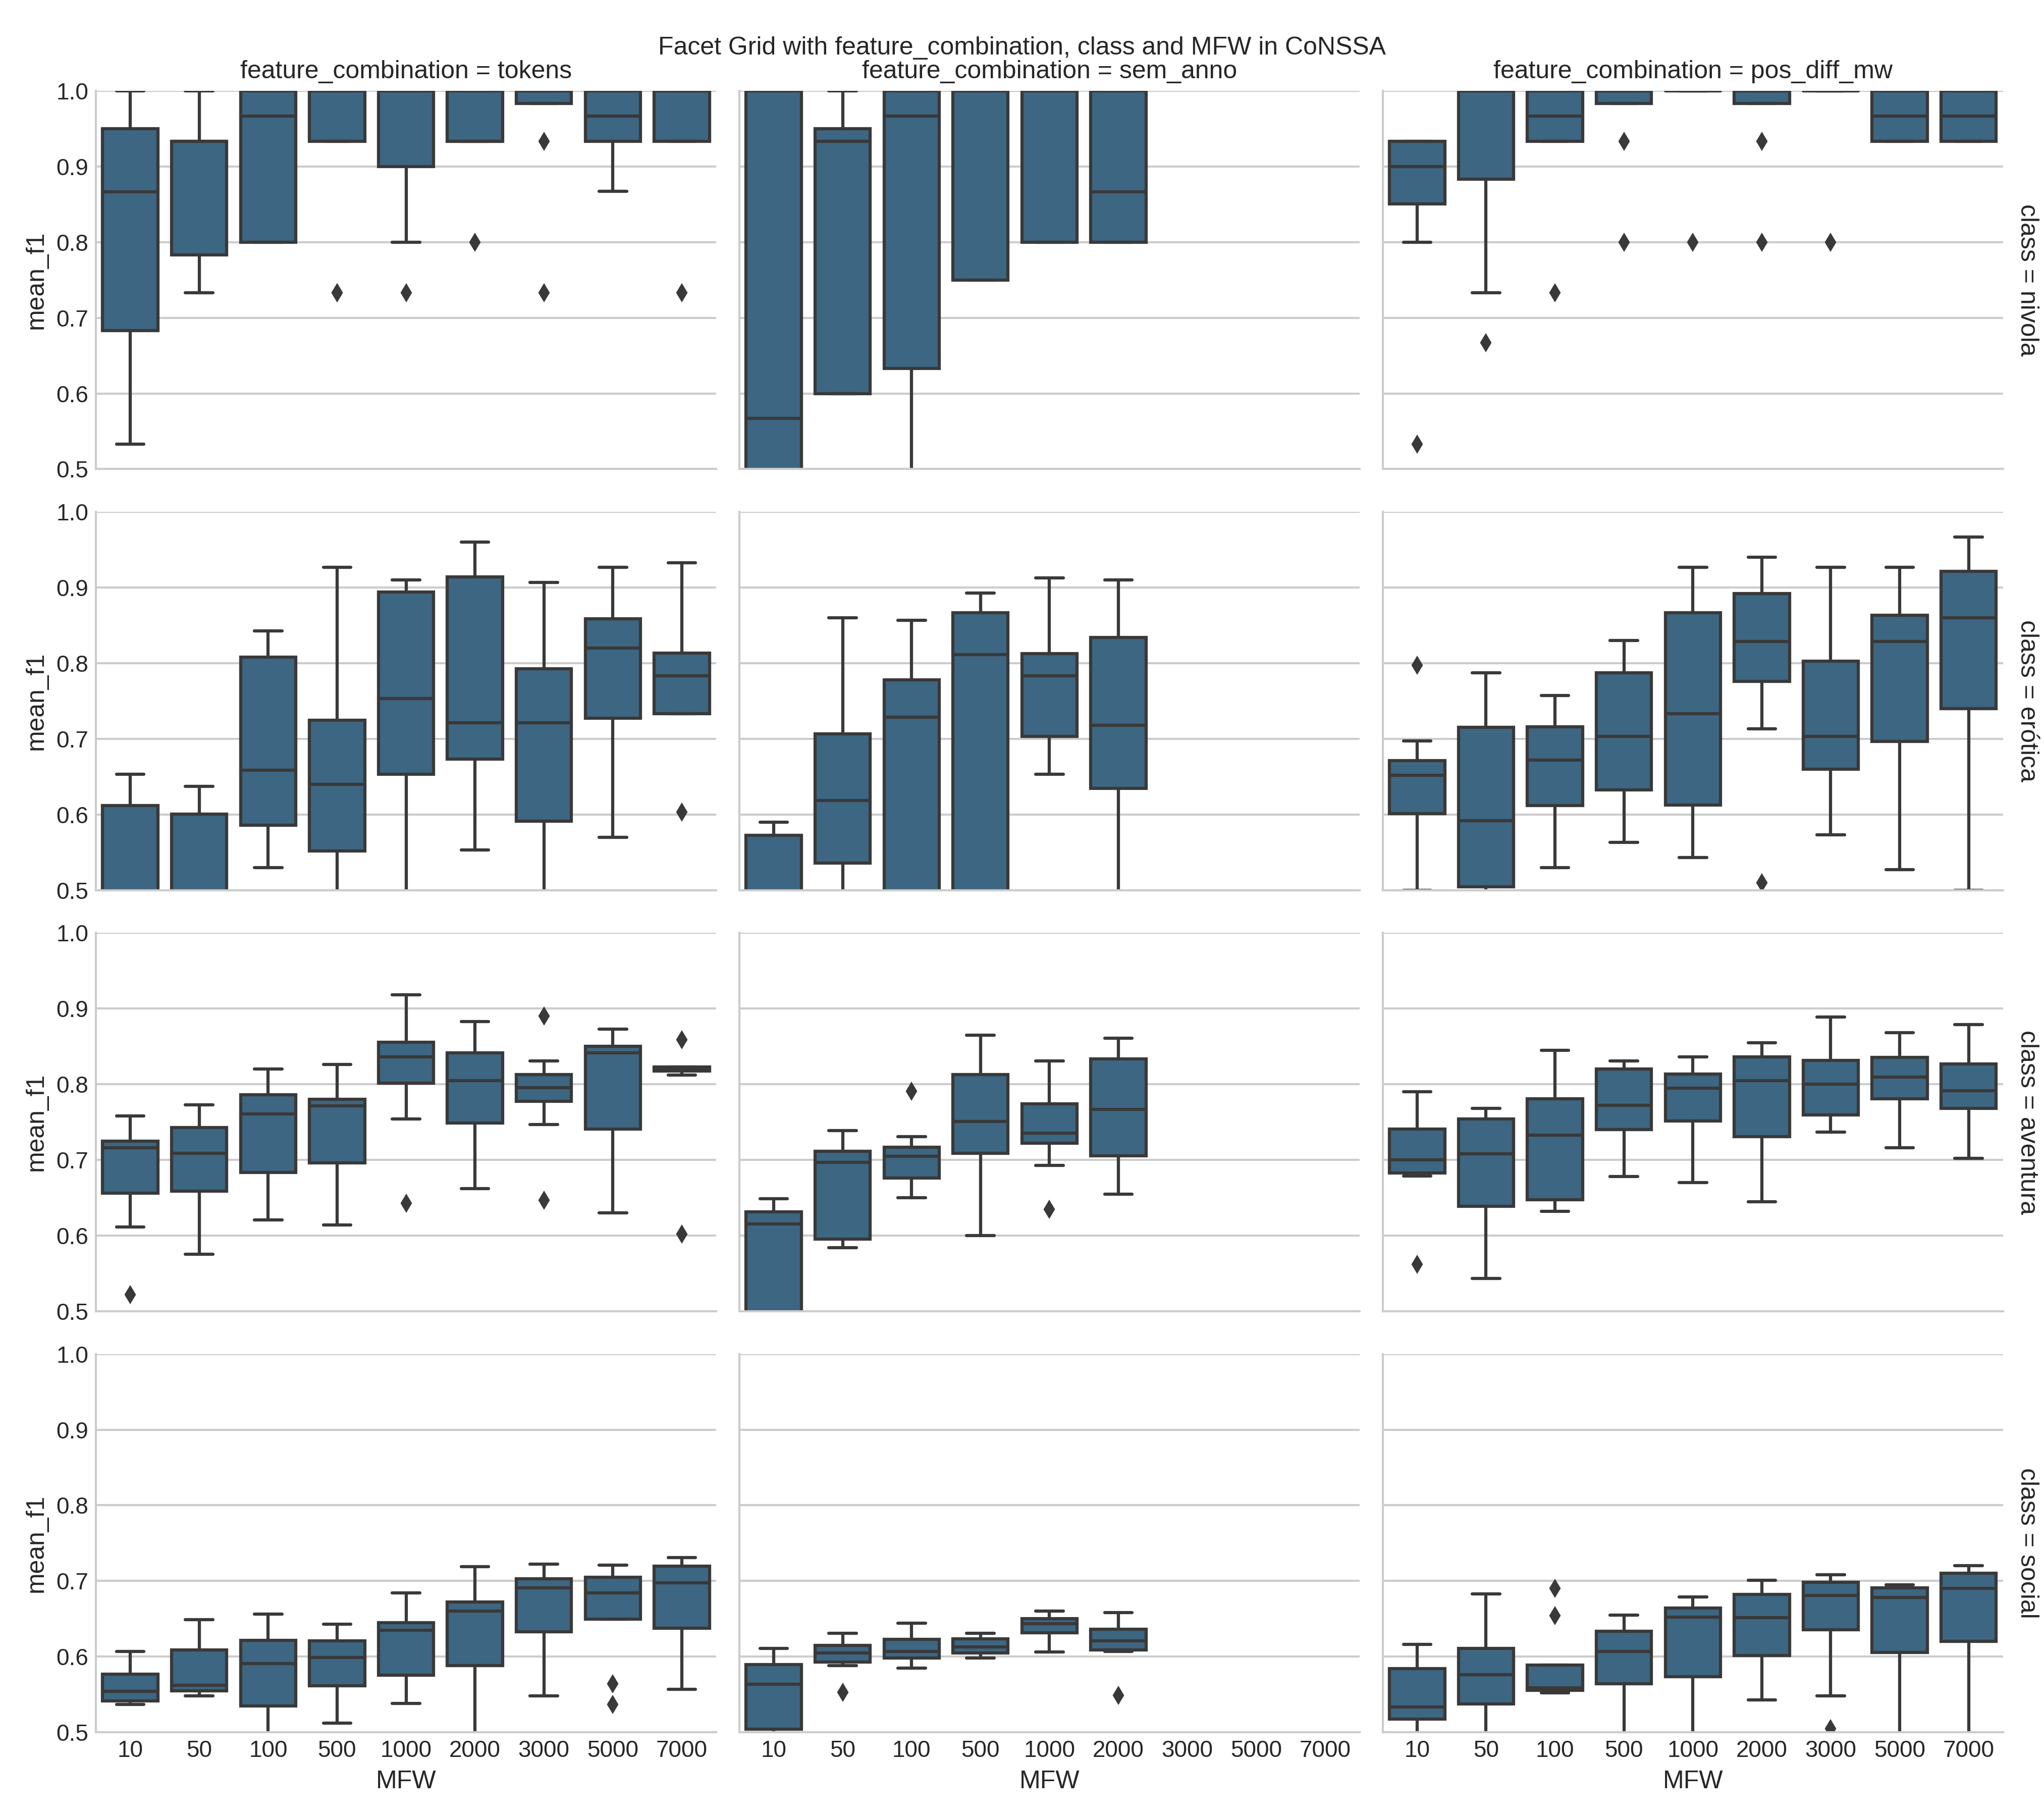 Facet Grid with feature_combination, class and MFW in CoNSSA
feature_combination = tokens
feature_combination = sem_anno
feature_combination = pos_diff_mw
1.0
0.9
0.8
0.7
0.6
0.5
mean_f1
class = nivola
1.0
0.9
0.8
0.7
0.6
0.5
mean_f1
class = erótica
1.0
0.9
0.8
0.7
0.6
0.5
mean_f1
class = aventura
1.0
0.9
0.8
0.7
0.6
0.5
mean_f1
class = social
10 50 100 500 1000 2000 3000 5000 7000
10 50 100 500 1000 2000 3000 5000 7000
10 50 100 500 1000 2000 3000 5000 7000
MFW
MFW
MFW